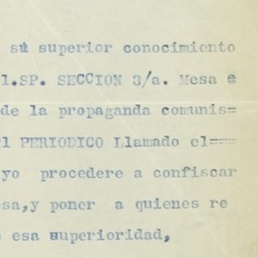 su superior conocimiento
l.SP. SECCION 3/a. Mesa e
de la propaganda comunis=
l PERIODICO Llamado el==
yo procedere a confiscar
sa,y poner a quienes re
e esa superioridad,